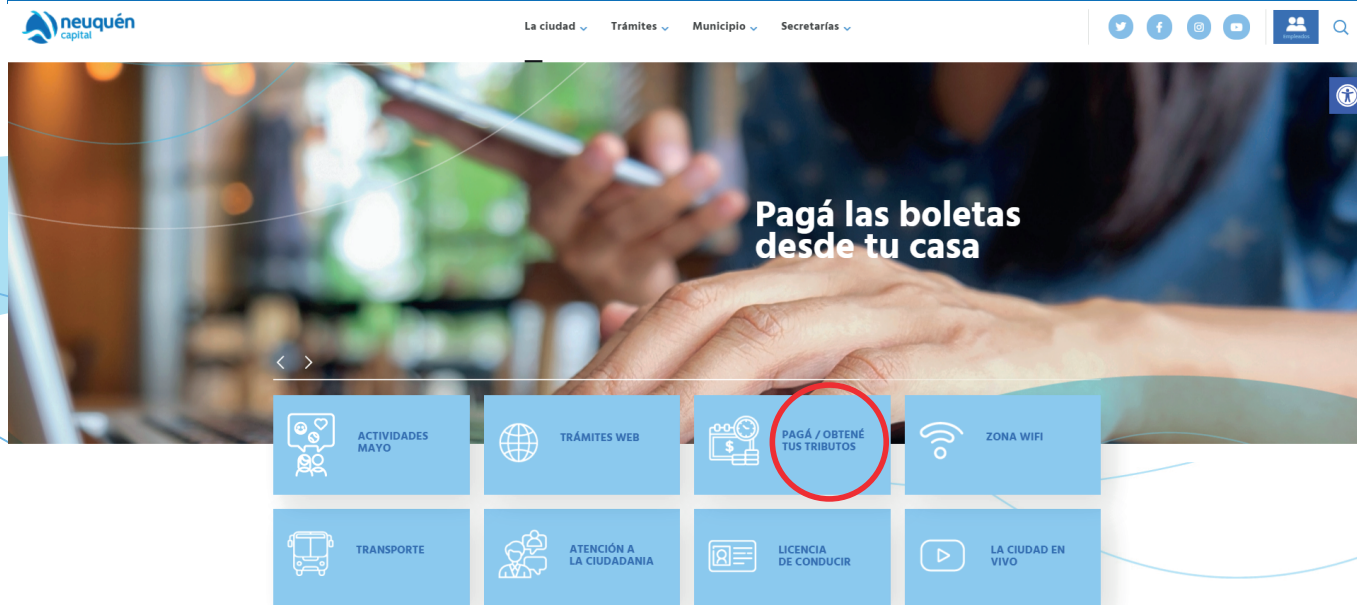 neuquén
capital
La ciudad
Trámites
Municipio
Secretarías
Empleados
Pagá las boletas
desde tu casa
ACTIVIDADES
MAYO
TRÁMITES WEB
PAGÁ / OBTENÉ
TUS TRIBUTOS
ZONA WIFI
TRANSPORTE
ATENCIÓN A
LA CIUDADANIA
LICENCIA
DE CONDUCIR
LA CIUDAD EN
VIVO